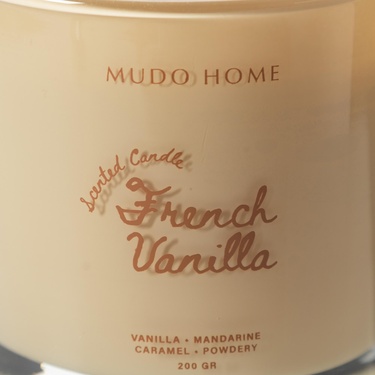 MUDO HOME
Scented Candle
French
Vanilla
VANILLA • MANDARINE
CARAMEL • POWDERY
200 GR